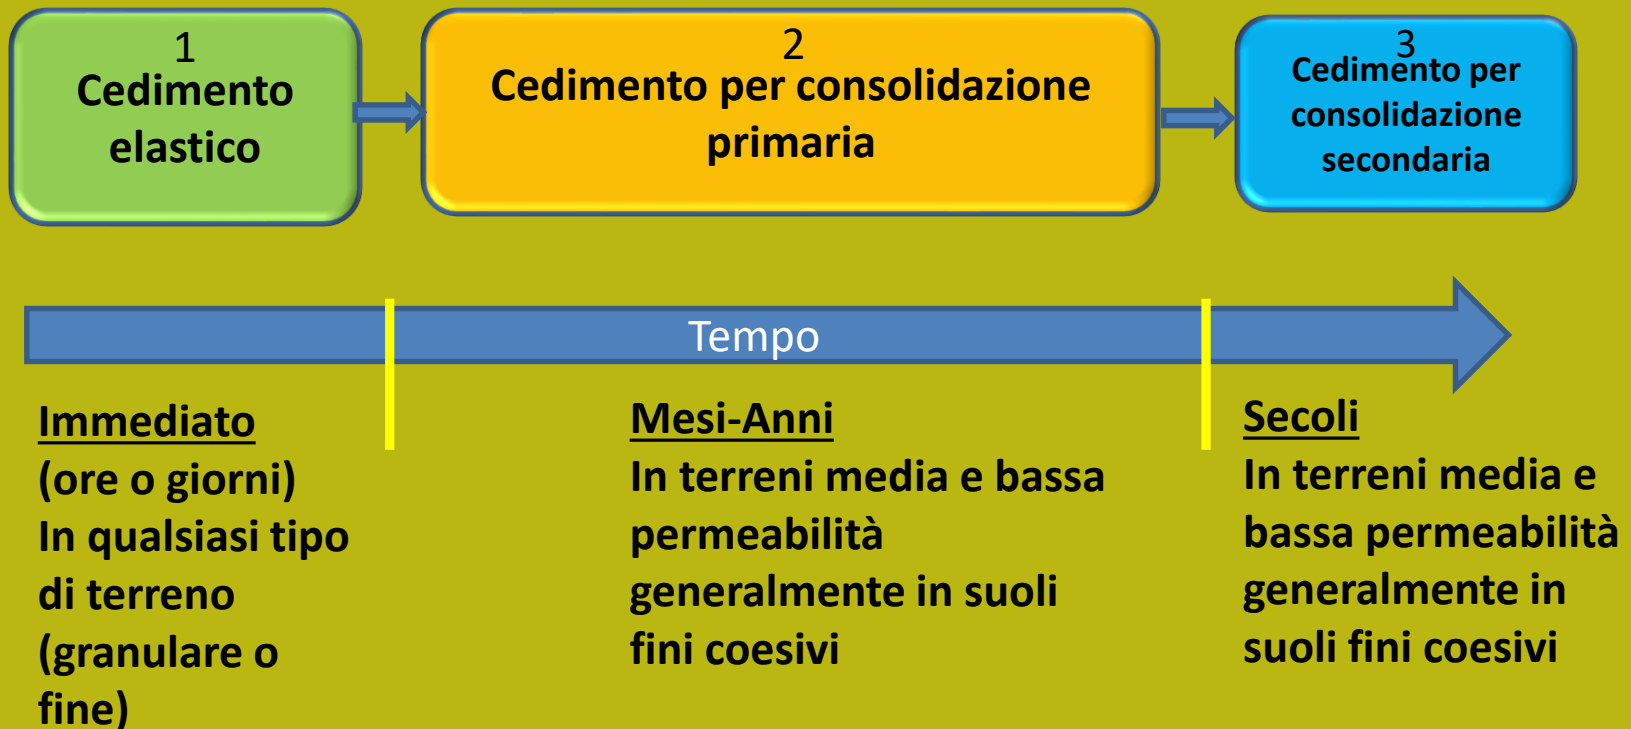 1
Cedimento
elastico
2
Cedimento per consolidazione
primaria
3
Cedimento per
consolidazione
secondaria
Tempo
Immediato
(ore o giorni)
In qualsiasi tipo
di terreno
(granulare o
fine)
Mesi-Anni
In terreni media e bassa
permeabilità
generalmente in suoli
fini coesivi
Secoli
In terreni media e
bassa permeabilità
generalmente in
suoli fini coesivi